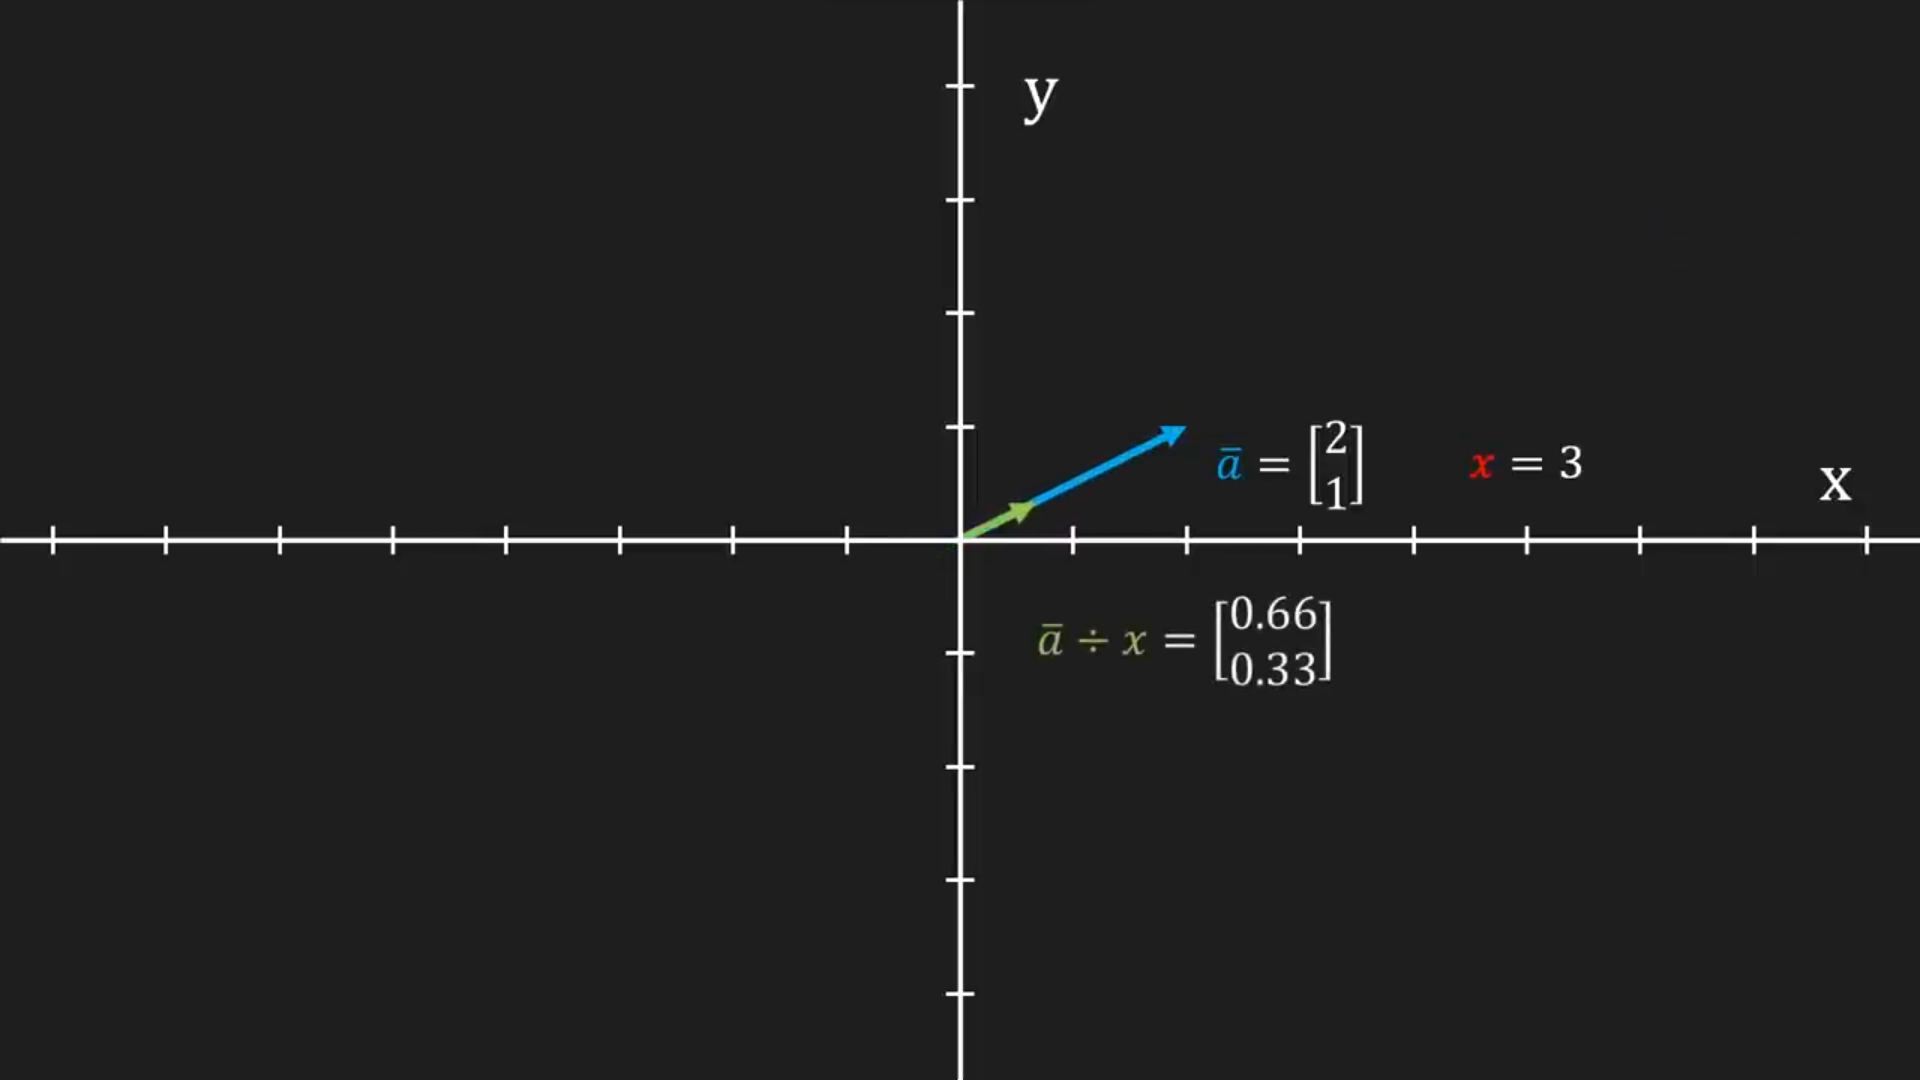 y
a̅ = [2 1]
x = 3
x
a̅ ÷ x = [0.66 0.33]